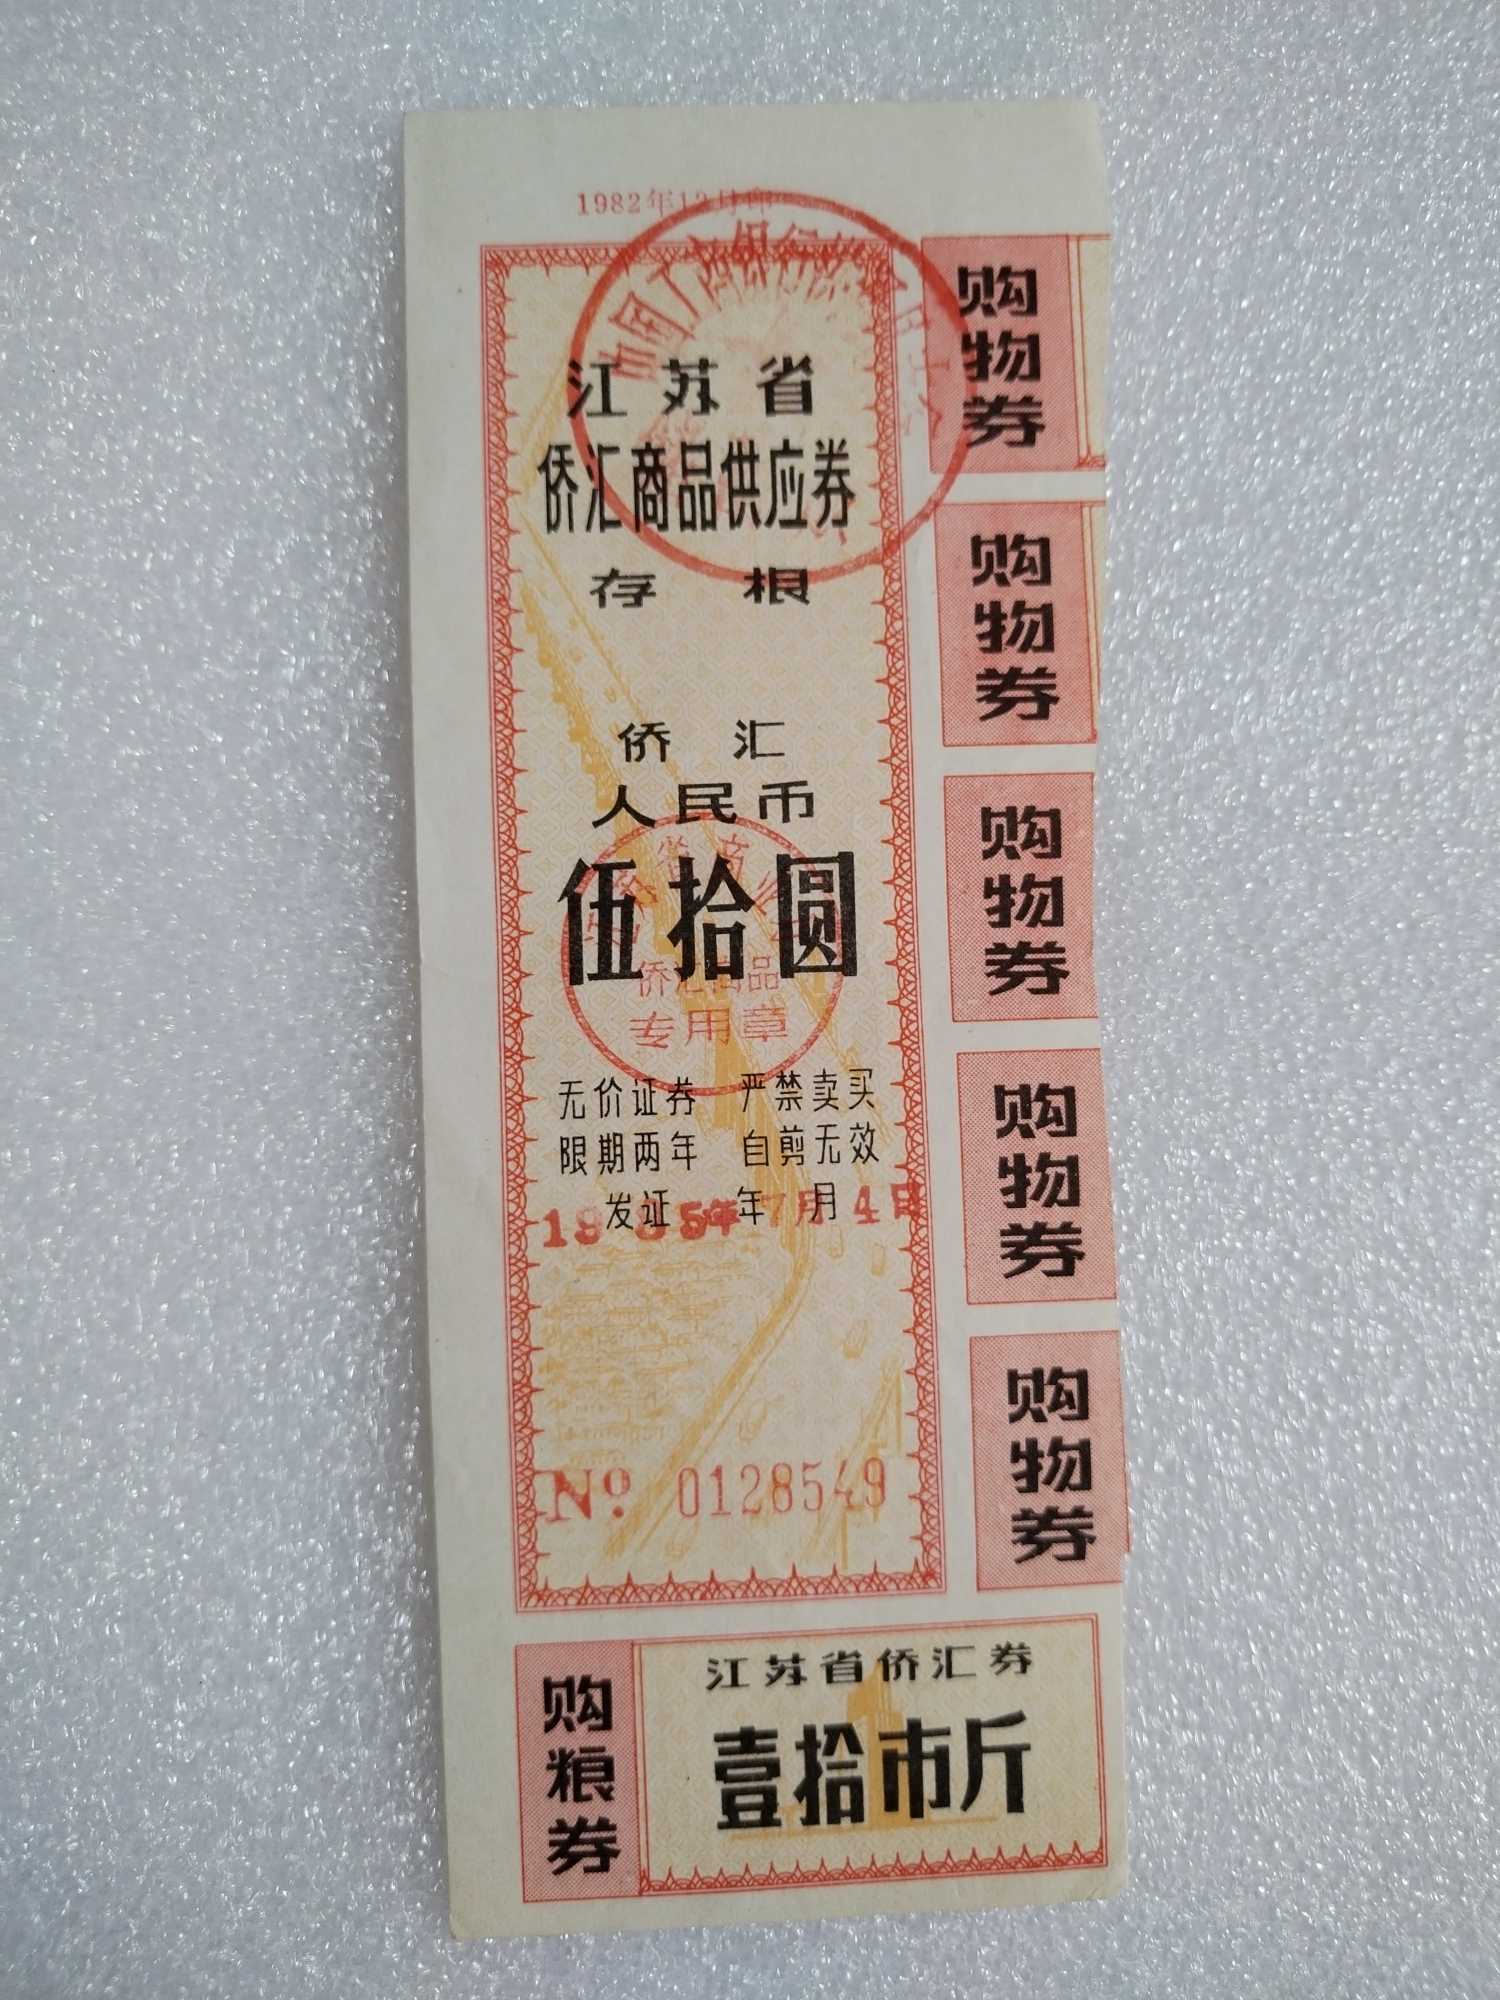 1982年12月印
江苏省
侨汇商品供应券
存根
侨汇
人民币
伍拾圆
侨汇商品
专用章
无价证券 严禁卖买
限期两年 自剪无效
发证 年 月
1985年7月4日
No. 0128549
购物券
购物券
购物券
购物券
购物券
购粮券
江苏省侨汇券
壹拾市斤